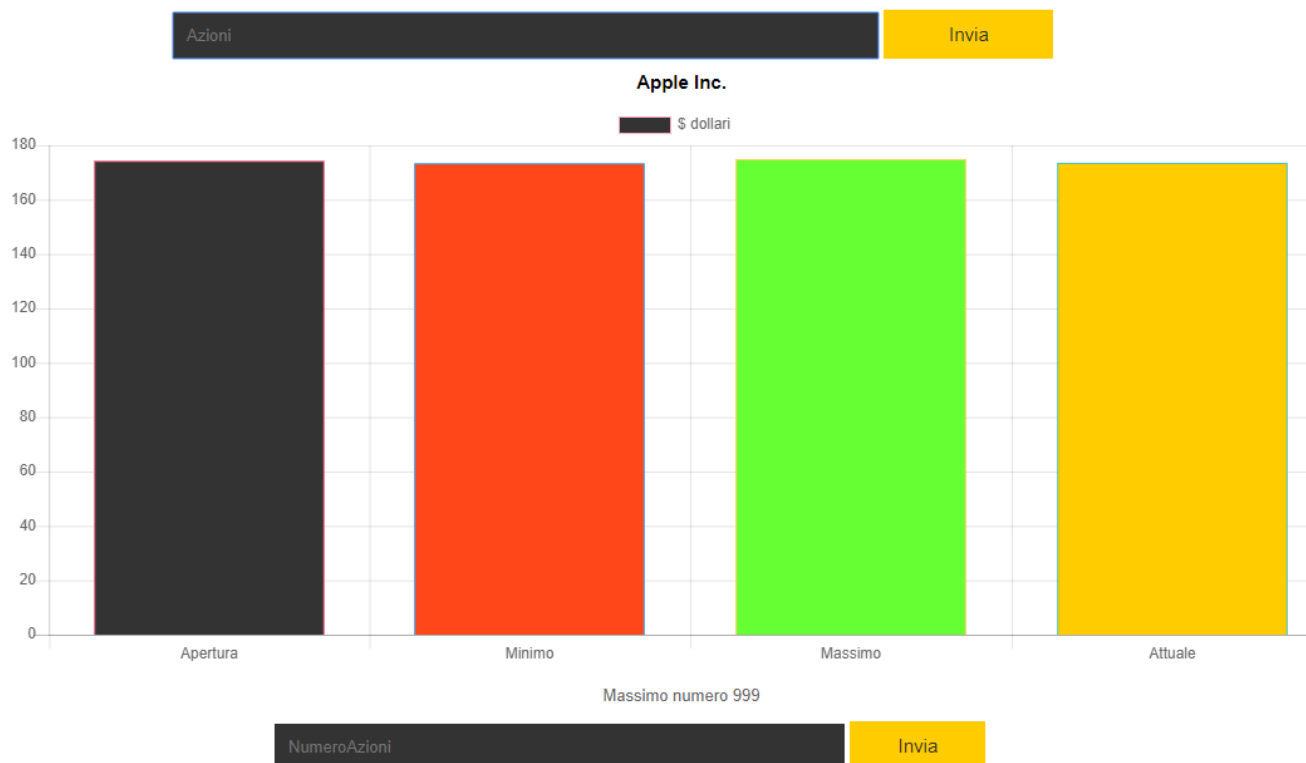 Azioni Invia
Apple Inc.
$ dollari
180
160
140
120
100
80
60
40
20
0
Apertura Minimo Massimo Attuale
Massimo numero 999
NumeroAzioni Invia